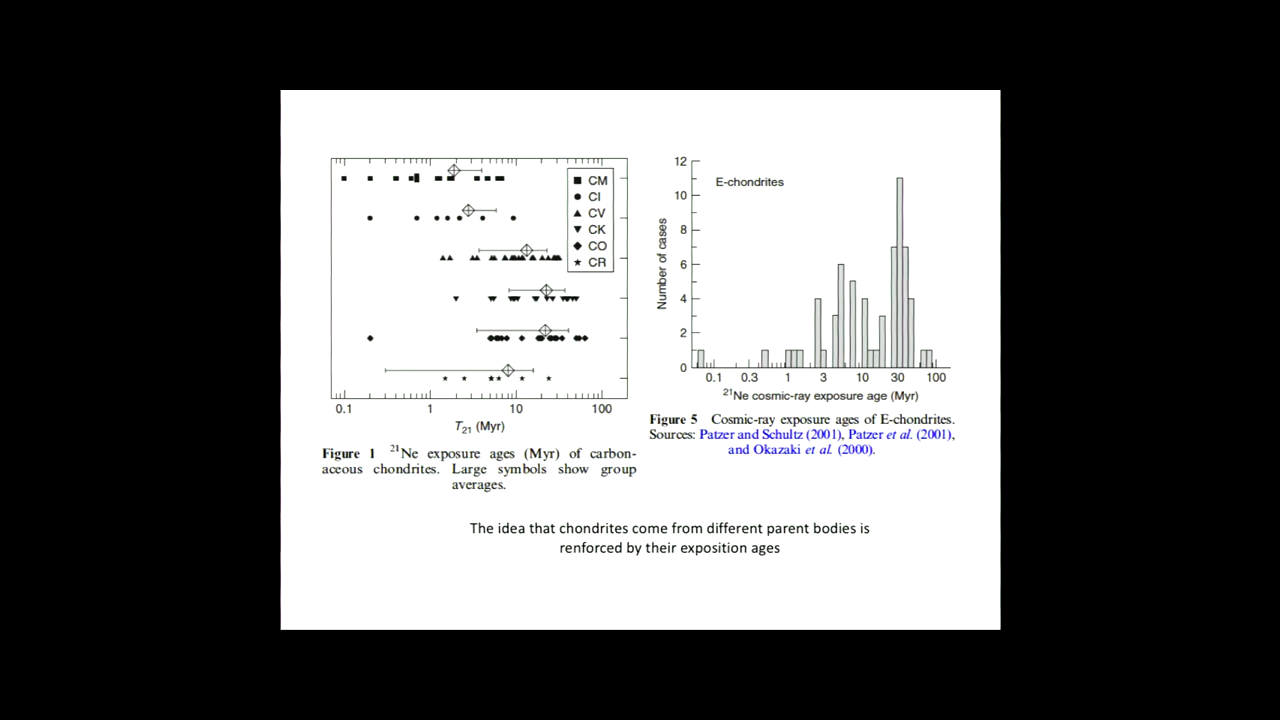 CM
CI
CV
CK
CO
CR
0.1 1 10 100
T21 (Myr)
Figure 1 21Ne exposure ages (Myr) of carbon-
aceous chondrites. Large symbols show group
averages.
12
10
8
6
4
2
0
E-chondrites
Number of cases
0.1 0.3 1 3 10 30 100
21Ne cosmic-ray exposure age (Myr)
Figure 5 Cosmic-ray exposure ages of E-chondrites.
Sources: Patzer and Schultz (2001), Patzer et al. (2001),
and Okazaki et al. (2000).
The idea that chondrites come from different parent bodies is
renforced by their exposition ages